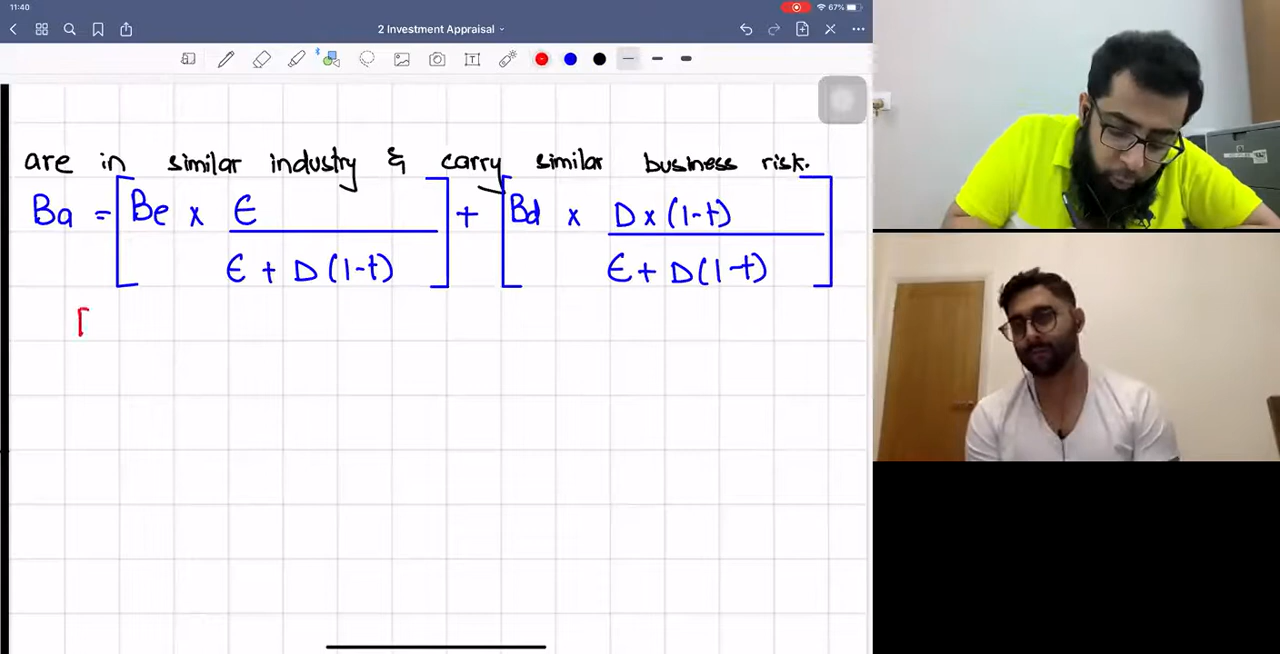 11:40
67%
2 Investment Appraisal
are in similar industry & carry similar business risk.
Ba = [Be x E / E + D(1-t)] + [Bd x D x (1-t) / E + D(1-t)]